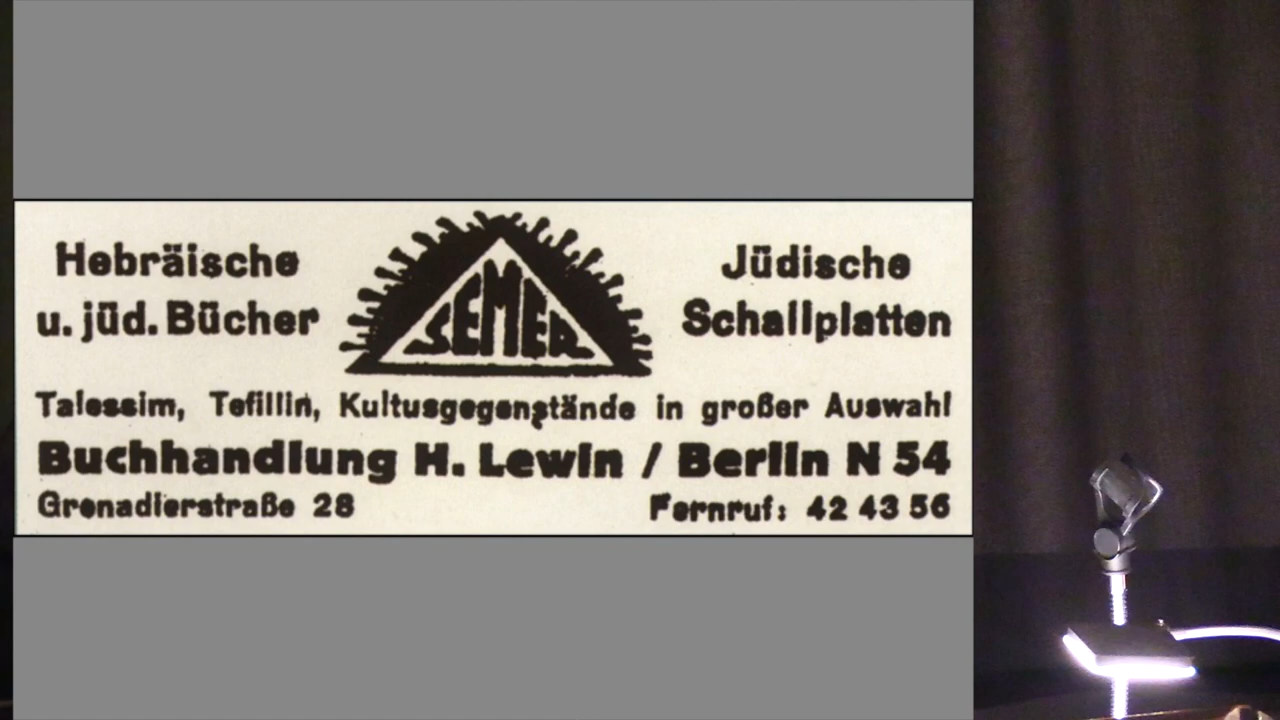 Hebräische
u. jüd. Bücher
SEMER
Jüdische
Schallplatten
Talessim, Tefillin, Kultusgegenstände in großer Auswahl
Buchhandlung H. Lewin / Berlin N 54
Grenadierstraße 28 Fernruf: 42 43 56